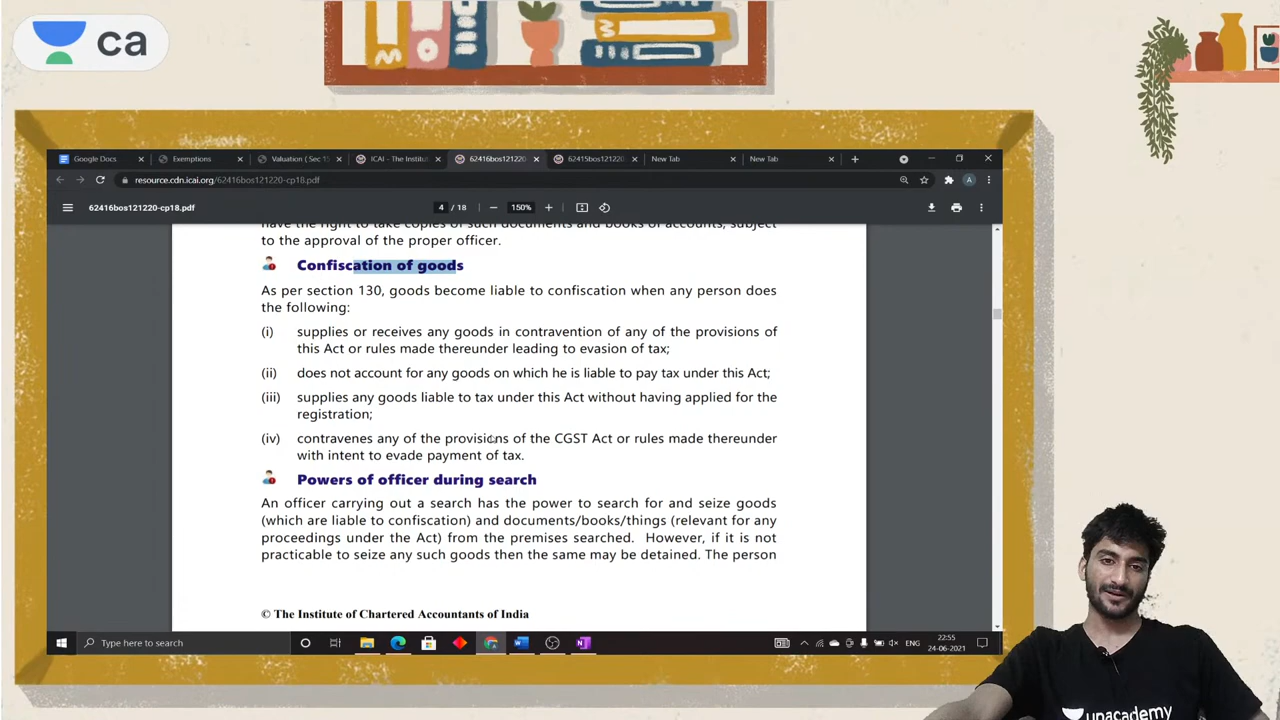 ca
Google Docs
Exemptions
Valuation ( Sec 15
ICAI - The Institut
62416bos121220
62415bos121220
New Tab
New Tab
resource.cdn.icai.org/62416bos121220-cp18.pdf
A
62416bos121220-cp18.pdf
4 / 18
150%
have the right to take copies of such documents and books of accounts, subject
to the approval of the proper officer.
Confiscation of goods
As per section 130, goods become liable to confiscation when any person does
the following:
(i) supplies or receives any goods in contravention of any of the provisions of
this Act or rules made thereunder leading to evasion of tax;
(ii) does not account for any goods on which he is liable to pay tax under this Act;
(iii) supplies any goods liable to tax under this Act without having applied for the
registration;
(iv) contravenes any of the provisions of the CGST Act or rules made thereunder
with intent to evade payment of tax.
Powers of officer during search
An officer carrying out a search has the power to search for and seize goods
(which are liable to confiscation) and documents/books/things (relevant for any
proceedings under the Act) from the premises searched. However, if it is not
practicable to seize any such goods then the same may be detained. The person
© The Institute of Chartered Accountants of India
Type here to search
ENG
22:55
24-06-2021
unacademy